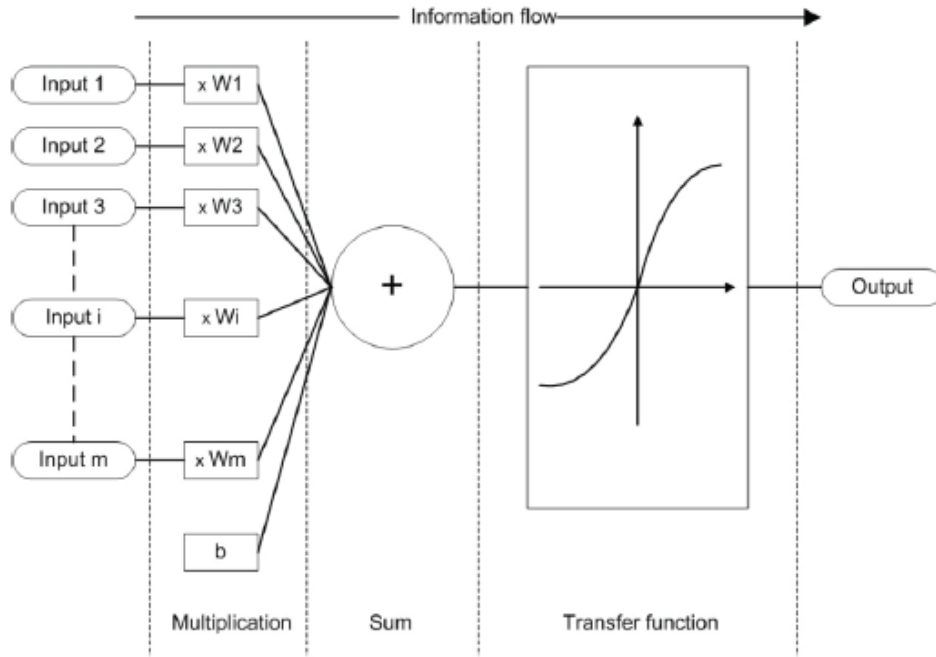 Information flow
Input 1
x W1
Input 2
x W2
Input 3
x W3
+
Output
Input i
x Wi
Input m
x Wm
b
Multiplication
Sum
Transfer function